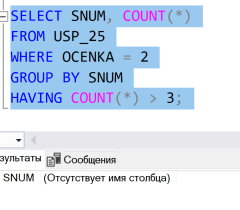 SELECT SNUM, COUNT(*)
FROM USP_25
WHERE OCENKA = 2
GROUP BY SNUM
HAVING COUNT(*) > 3;
Сообщения
SNUM (Отсутствует имя столбца)